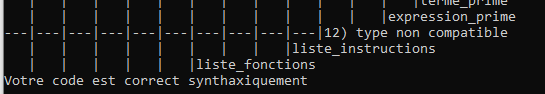 |   |   |   |   |   |   |   |   |   |   |   |terme_prime
|   |   |   |   |   |   |   |   |   |   |expression_prime
---|---|---|---|---|---|---|---|---|12) type non compatible
|   |   |   |   |   |   |   |liste_instructions
|   |   |   |   |   |liste_fonctions
Votre code est correct synthaxiquement